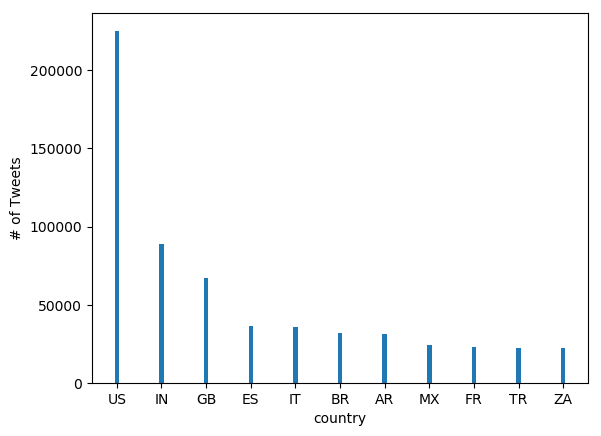 # of Tweets
200000
150000
100000
50000
0
US IN GB ES IT BR AR MX FR TR ZA
country